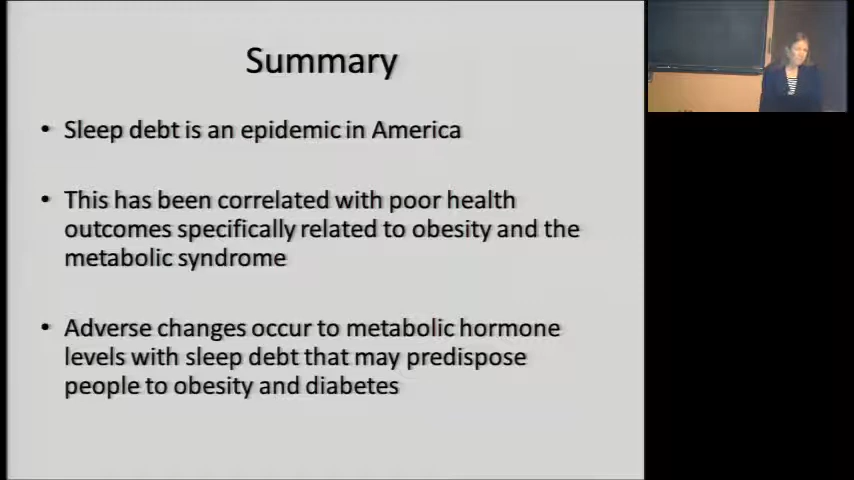 Summary
• Sleep debt is an epidemic in America
• This has been correlated with poor health
outcomes specifically related to obesity and the
metabolic syndrome
• Adverse changes occur to metabolic hormone
levels with sleep debt that may predispose
people to obesity and diabetes